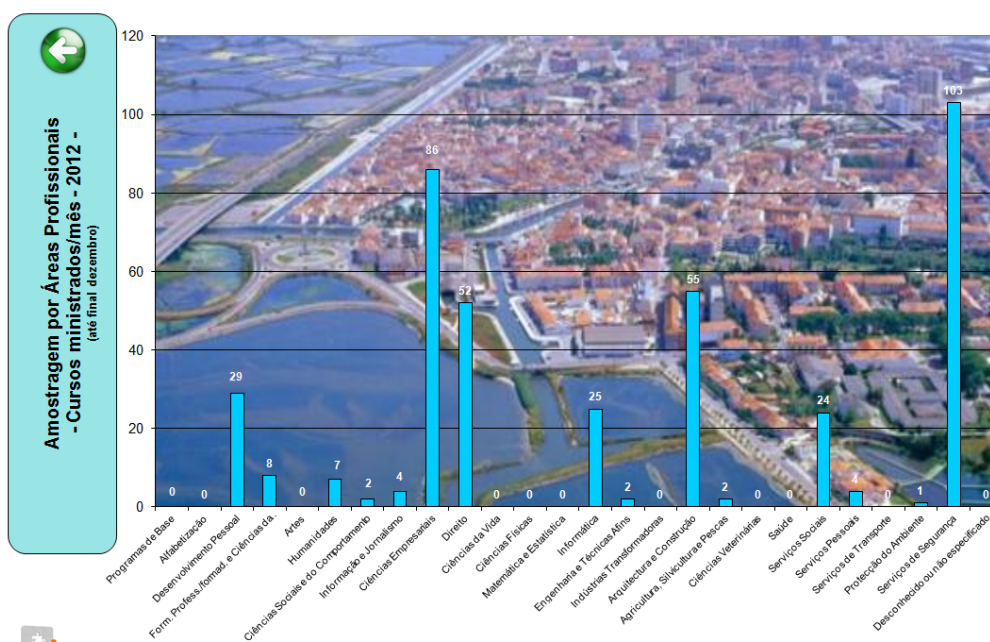 Amostragem por Áreas Profissionais
- Cursos ministrados/mês - 2012 -
(até final dezembro)
120
100
80
60
40
20
0
0
0
29
8
0
7
2
4
86
52
0
0
0
25
2
0
55
2
0
0
24
4
0
1
103
0
Programas de Base
Alfabetização
Desenvolvimento Pessoal
Form. Profess./formad. e Ciências da.
Artes
Humanidades
Ciências Sociais e do Comportamento
Informação e Jornalismo
Ciências Empresariais
Direito
Ciências da Vida
Ciências Físicas
Matemática e Estatística
Informática
Engenharia e Técnicas Afins
Indústrias Transformadoras
Arquitectura e Construção
Agricultura, Silvicultura e Pescas
Ciências Veterinárias
Saúde
Serviços Sociais
Serviços Pessoais
Serviços de Transporte
Protecção do Ambiente
Serviços de Segurança
Desconhecido ou não especificado